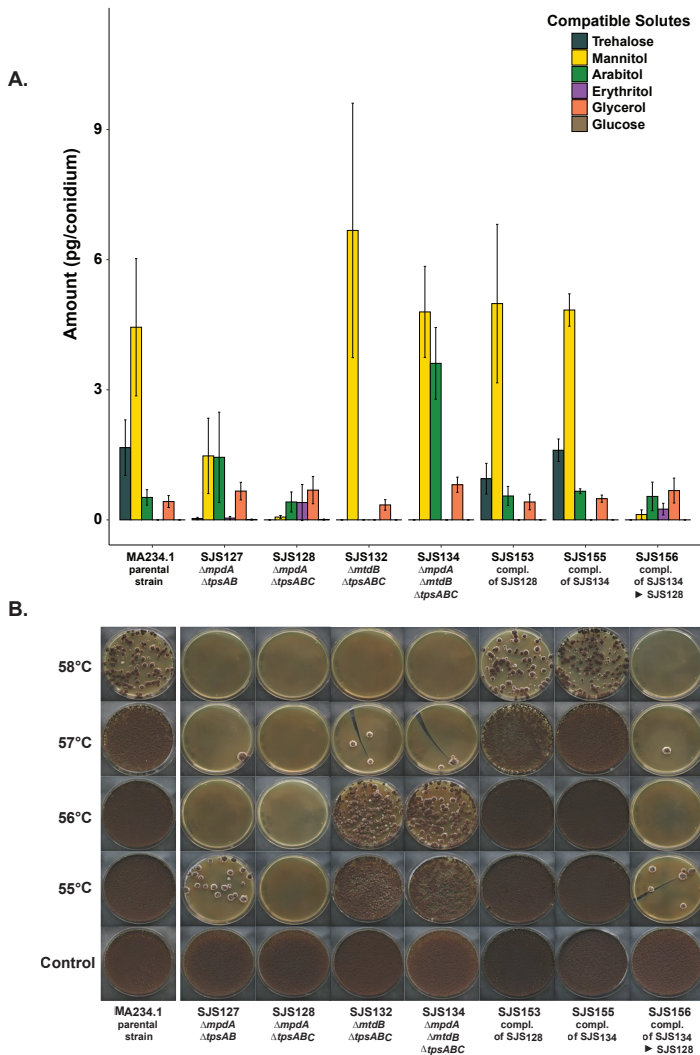 Compatible Solutes
Trehalose
Mannitol
Arabitol
Erythritol
Glycerol
Glucose
A.
Amount (pg/conidium)
9
6
3
0
MA234.1
parental
strain
SJS127
ΔmpdA
ΔtpsAB
SJS128
ΔmpdA
ΔtpsABC
SJS132
ΔmtdB
ΔtpsABC
SJS134
ΔmpdA
ΔmtdB
ΔtpsABC
SJS153
compl.
of SJS128
SJS155
compl.
of SJS134
SJS156
compl.
of SJS134
► SJS128
B.
58°C
57°C
56°C
55°C
Control
MA234.1
parental
strain
SJS127
ΔmpdA
ΔtpsAB
SJS128
ΔmpdA
ΔtpsABC
SJS132
ΔmtdB
ΔtpsABC
SJS134
ΔmpdA
ΔmtdB
ΔtpsABC
SJS153
compl.
of SJS128
SJS155
compl.
of SJS134
SJS156
compl.
of SJS134
► SJS128